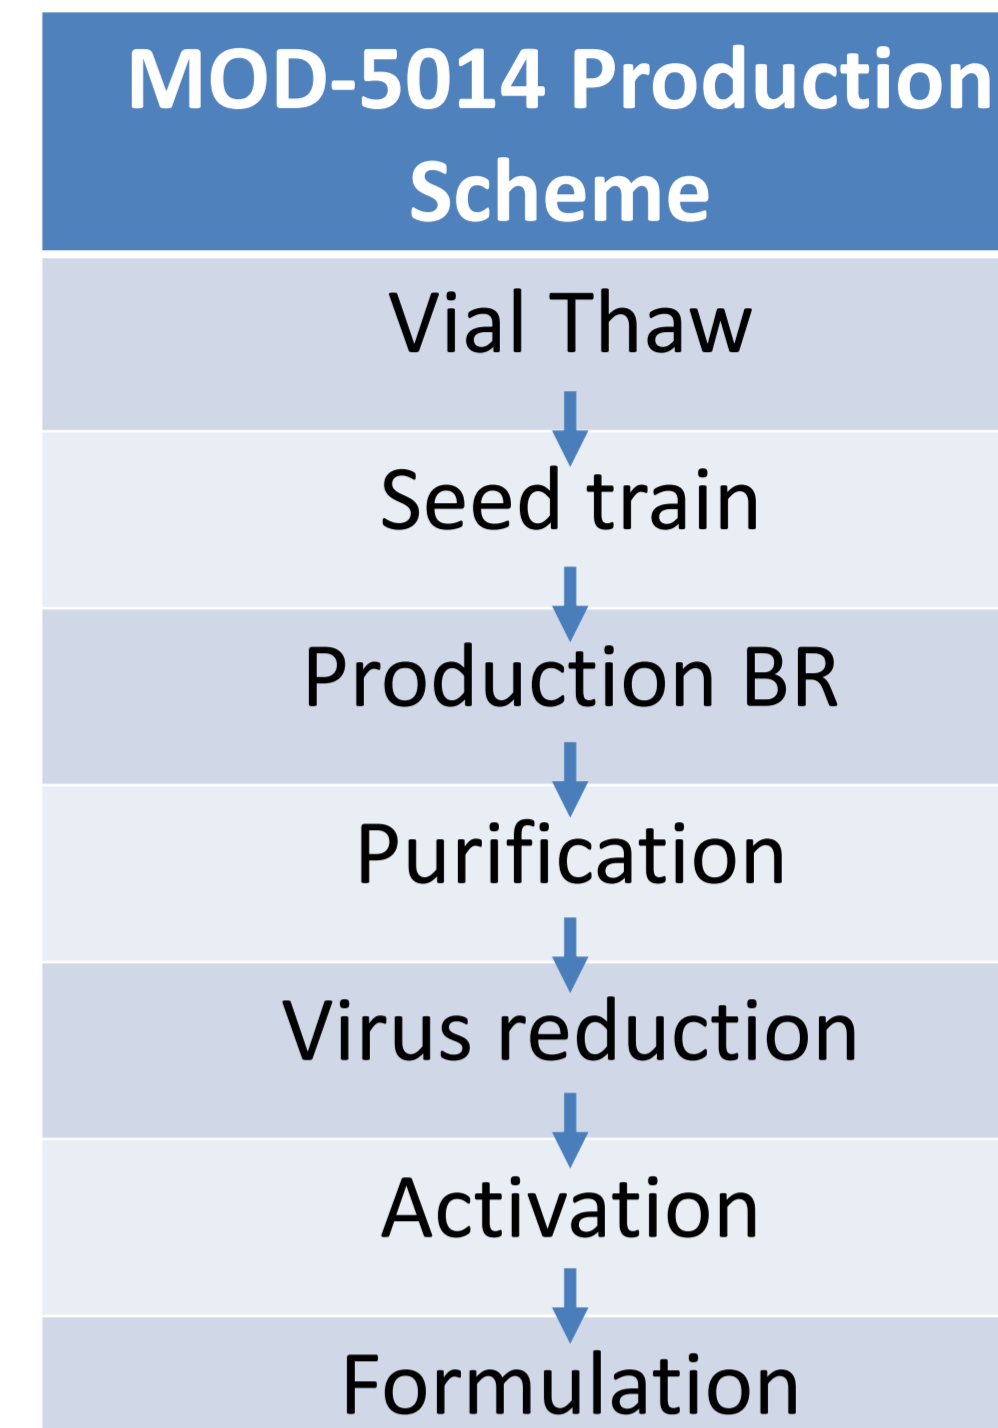 MOD-5014 Production
Scheme
Vial Thaw
Seed train
Production BR
Purification
Virus reduction
Activation
Formulation